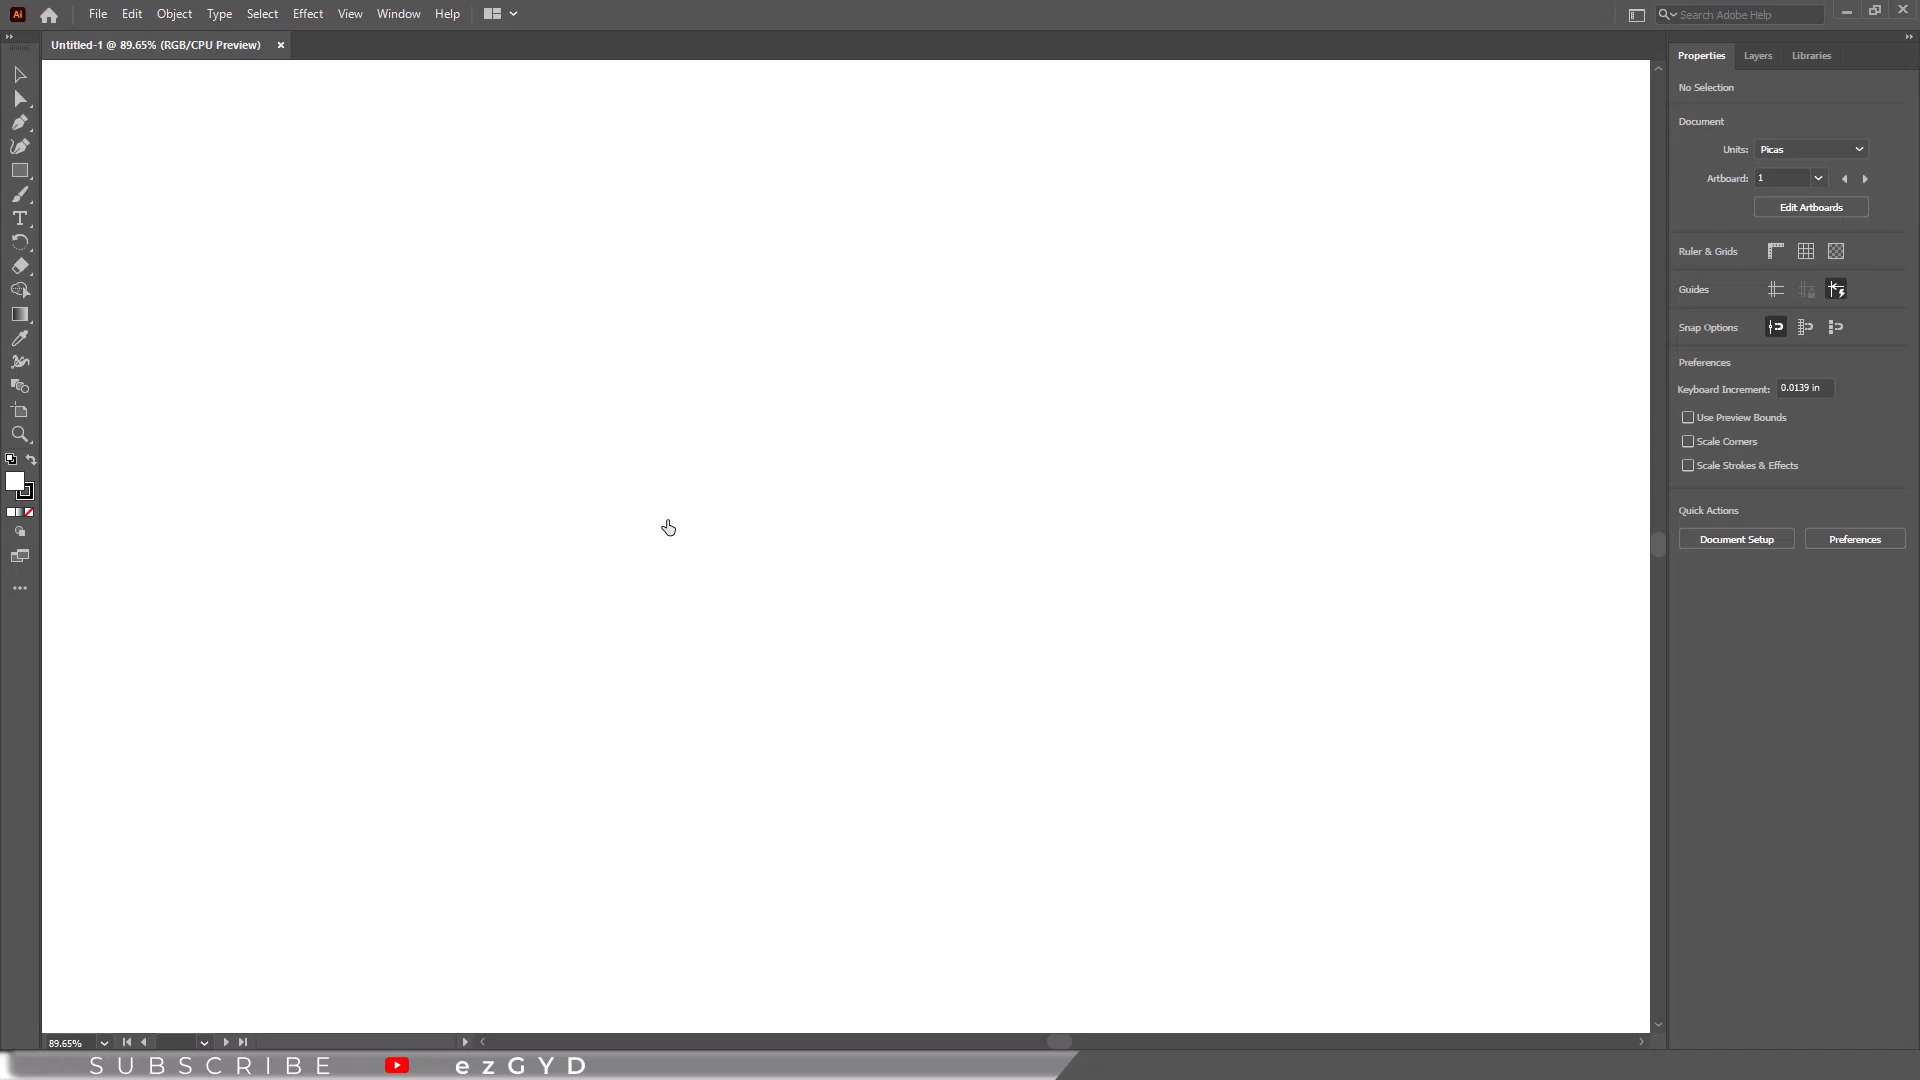 Ai File Edit Object Type Select Effect View Window Help Search Adobe Help
Untitled-1 @ 89.65% (RGB/CPU Preview) ×
Properties Layers Libraries
No Selection
Document
Units: Picas
Artboard: 1
Edit Artboards
Ruler & Grids
Guides
Snap Options
Preferences
Keyboard Increment: 0.0139 in
Use Preview Bounds
Scale Corners
Scale Strokes & Effects
Quick Actions
Document Setup Preferences
89.65%
SUBSCRIBE ezGYD